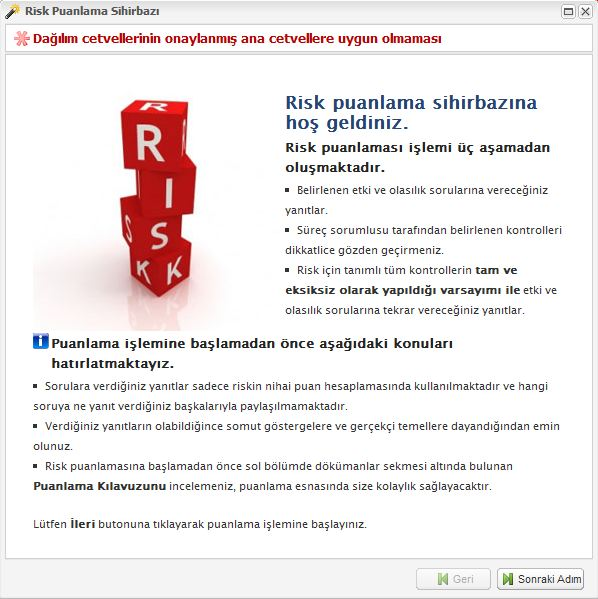 Risk Puanlama Sihirbazı
Dağılım cetvellerinin onaylanmış ana cetvellere uygun olmaması
R
R
I
S
S
K
K
Risk puanlama sihirbazına
hoş geldiniz.
Risk puanlaması işlemi üç aşamadan
oluşmaktadır.
▪ Belirlenen etki ve olasılık sorularına vereceğiniz
yanıtlar.
▪ Süreç sorumlusu tarafından belirlenen kontrolleri
dikkatlice gözden geçirmeniz.
▪ Risk için tanımlı tüm kontrollerin tam ve
eksiksiz olarak yapıldığı varsayımı ile etki ve
olasılık sorularına tekrar vereceğiniz yanıtlar.
i Puanlama işlemine başlamadan önce aşağıdaki konuları
hatırlatmaktayız.
▪ Sorulara verdiğiniz yanıtlar sadece riskin nihai puan hesaplamasında kullanılmaktadır ve hangi
soruya ne yanıt verdiğiniz başkalarıyla paylaşılmamaktadır.
▪ Verdiğiniz yanıtların olabildiğince somut göstergelere ve gerçekçi temellere dayandığından emin
olunuz.
▪ Risk puanlamasına başlamadan önce sol bölümde dökümanlar sekmesi altında bulunan
Puanlama Kılavuzunu incelemeniz, puanlama esnasında size kolaylık sağlayacaktır.
Lütfen İleri butonuna tıklayarak puanlama işlemine başlayınız.
Geri
Sonraki Adım